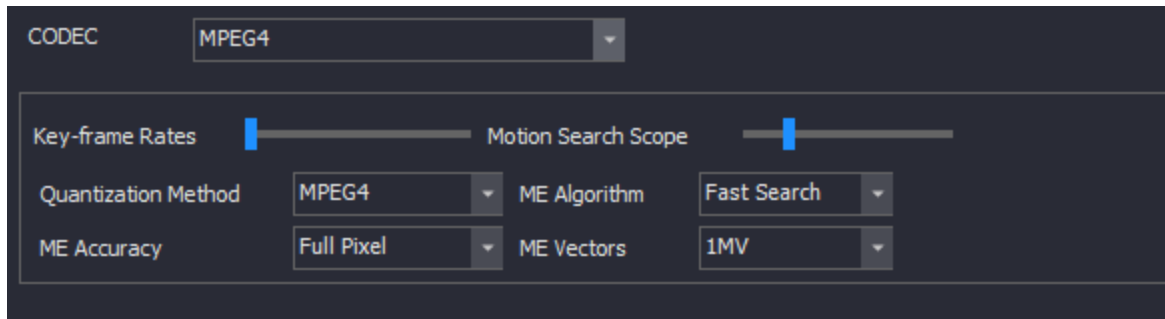 CODEC MPEG4
Key-frame Rates Motion Search Scope
Quantization Method MPEG4 ME Algorithm Fast Search
ME Accuracy Full Pixel ME Vectors 1MV